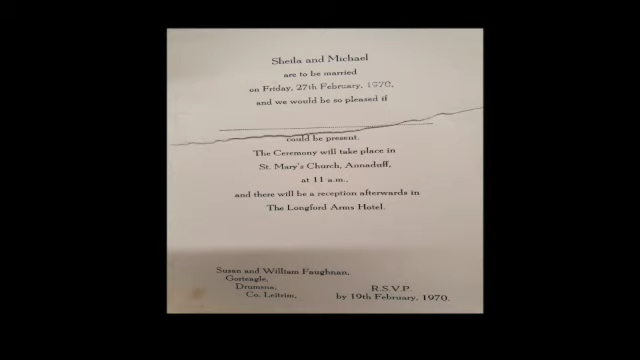 Sheila and Michael
are to be married
on Friday, 27th February, 1970,
and we would be so pleased if
could be present.
The Ceremony will take place in
St. Mary's Church, Annaduff,
at 11 a.m.,
and there will be a reception afterwards in
The Longford Arms Hotel.
Susan and William Faughnan,
Gorteagle,
Drumsna,
Co. Leitrim,
R.S.V.P.
by 19th February, 1970.